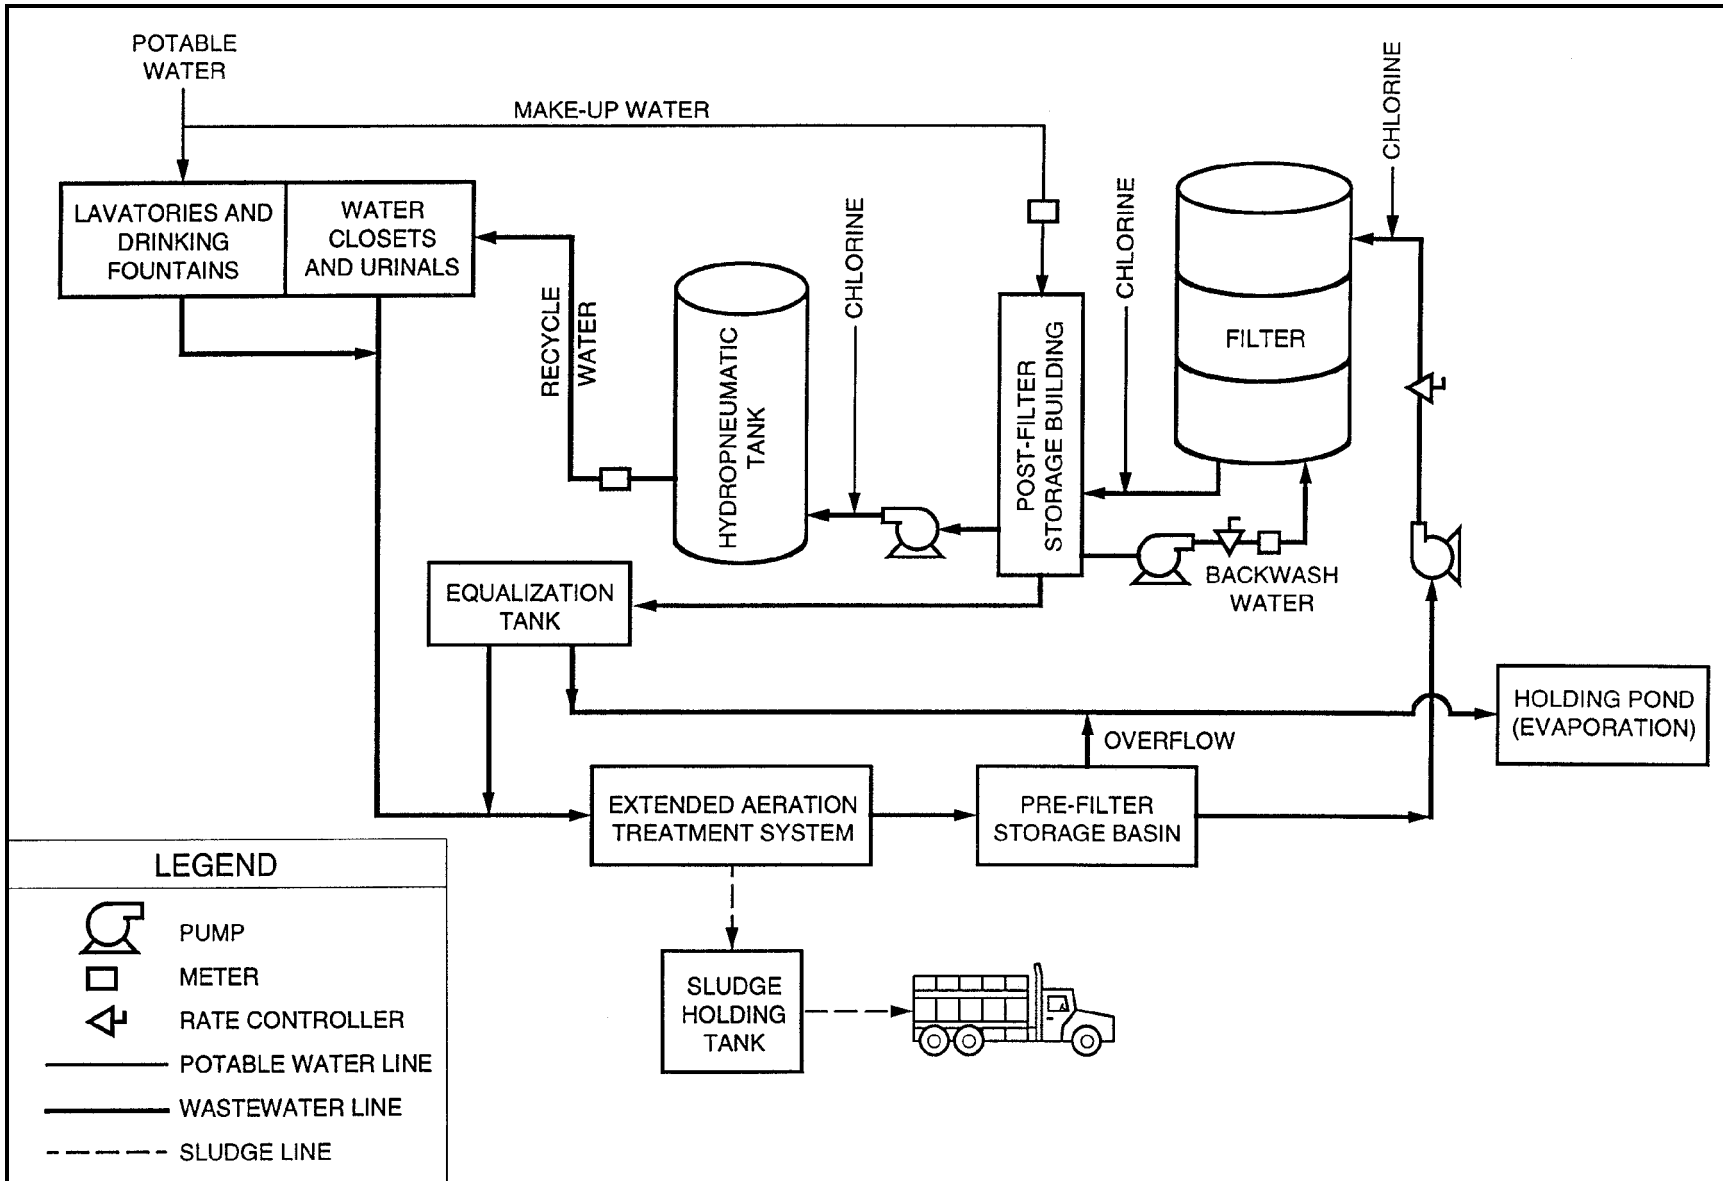 POTABLE
WATER
MAKE-UP WATER
CHLORINE
LAVATORIES AND
DRINKING
FOUNTAINS
WATER
CLOSETS
AND URINALS
RECYCLE
WATER
HYDROPNEUMATIC
TANK
CHLORINE
POST-FILTER
STORAGE BUILDING
CHLORINE
FILTER
BACKWASH
WATER
EQUALIZATION
TANK
HOLDING POND
(EVAPORATION)
OVERFLOW
EXTENDED AERATION
TREATMENT SYSTEM
PRE-FILTER
STORAGE BASIN
SLUDGE
HOLDING
TANK
LEGEND
PUMP
METER
RATE CONTROLLER
POTABLE WATER LINE
WASTEWATER LINE
SLUDGE LINE